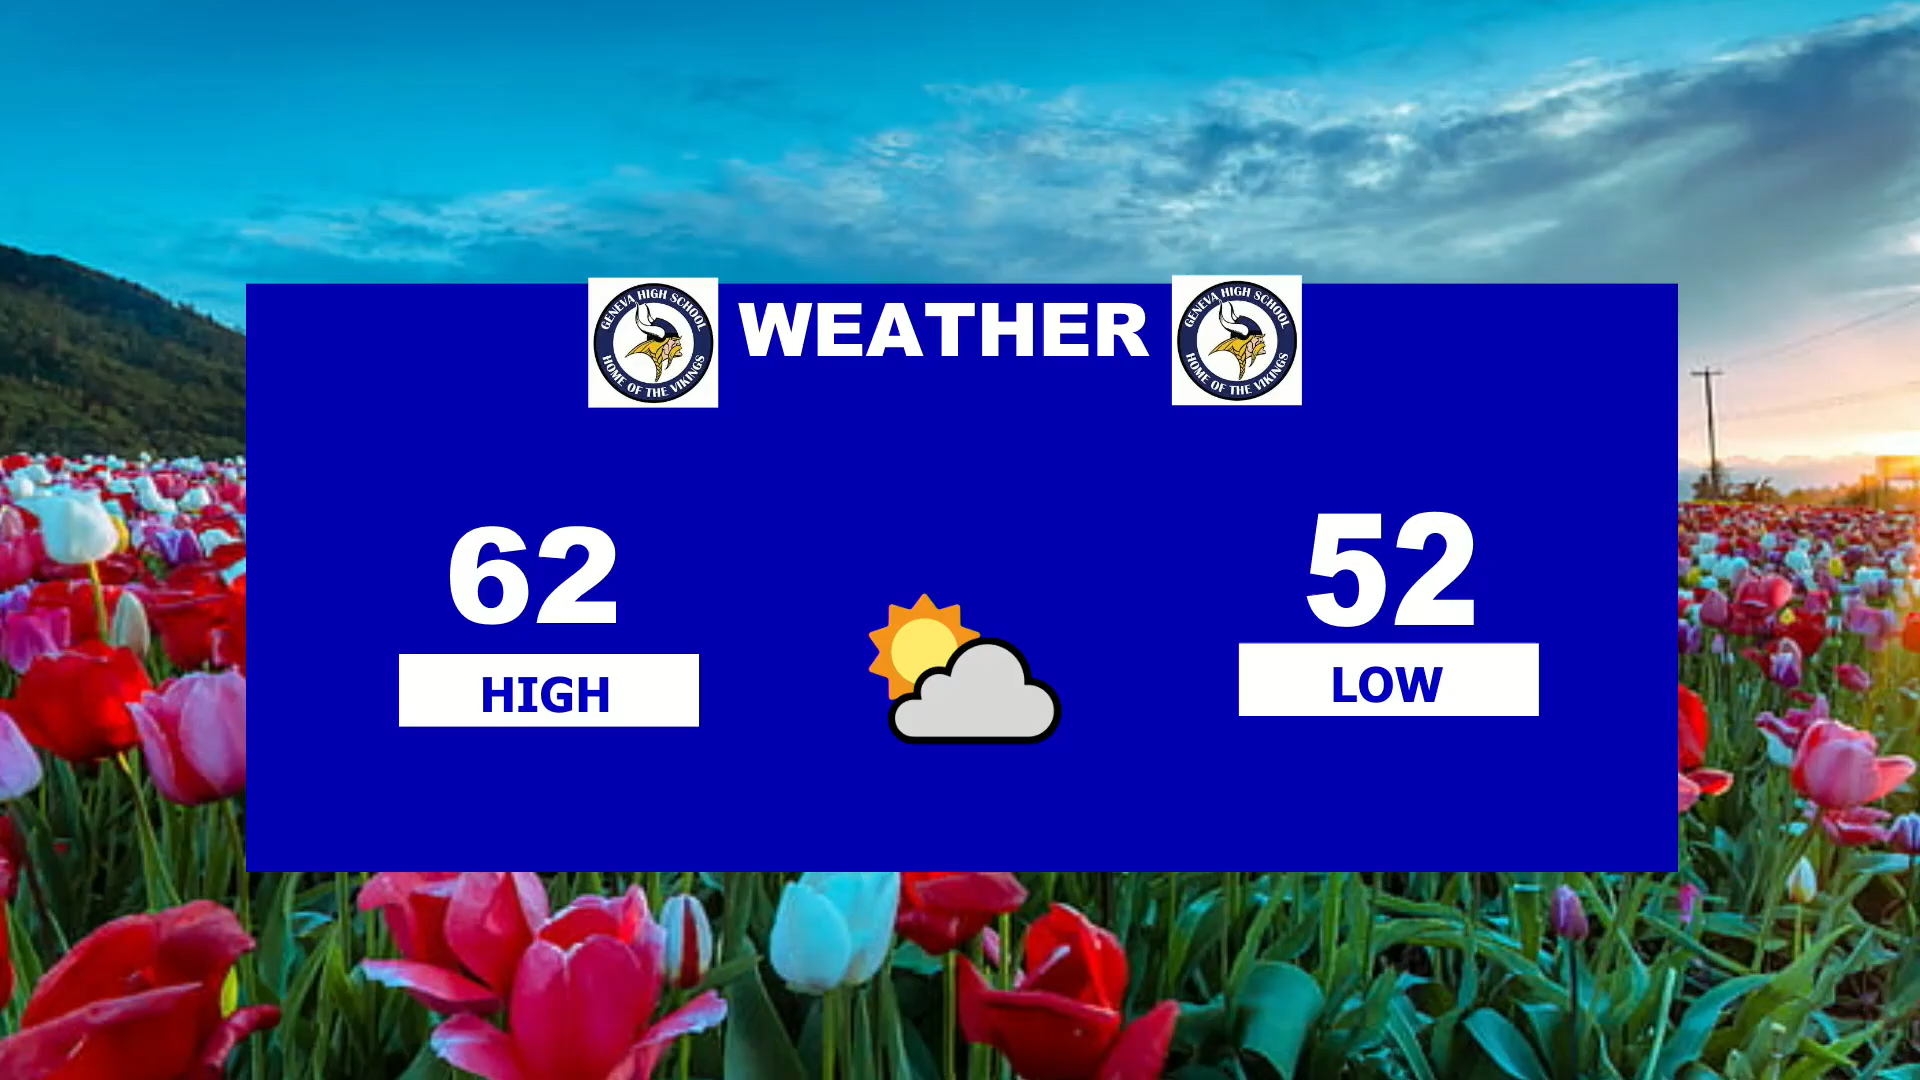 GENEVA HIGH SCHOOL
HOME OF THE VIKINGS
WEATHER
GENEVA HIGH SCHOOL
HOME OF THE VIKINGS
62
HIGH
52
LOW